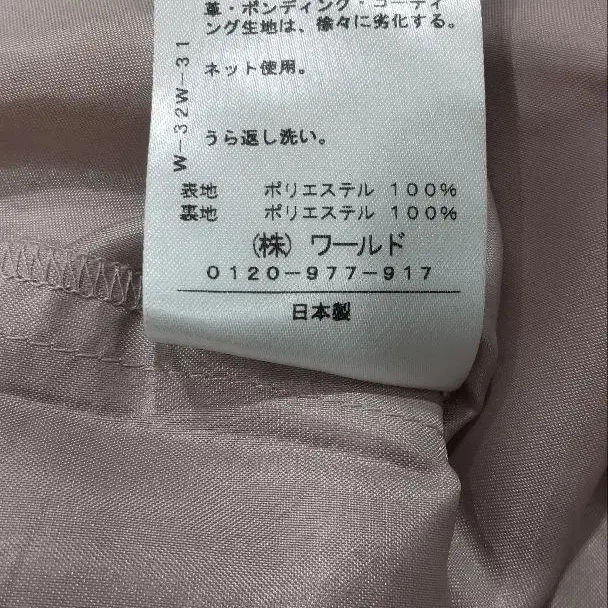 革・ボンディング・コーティ
ング生地は、徐々に劣化する。
ネット使用。
うら返し洗い。
W-32W-31
表地 ポリエステル 100%
裏地 ポリエステル 100%
(株) ワールド
0120-977-917
日本製